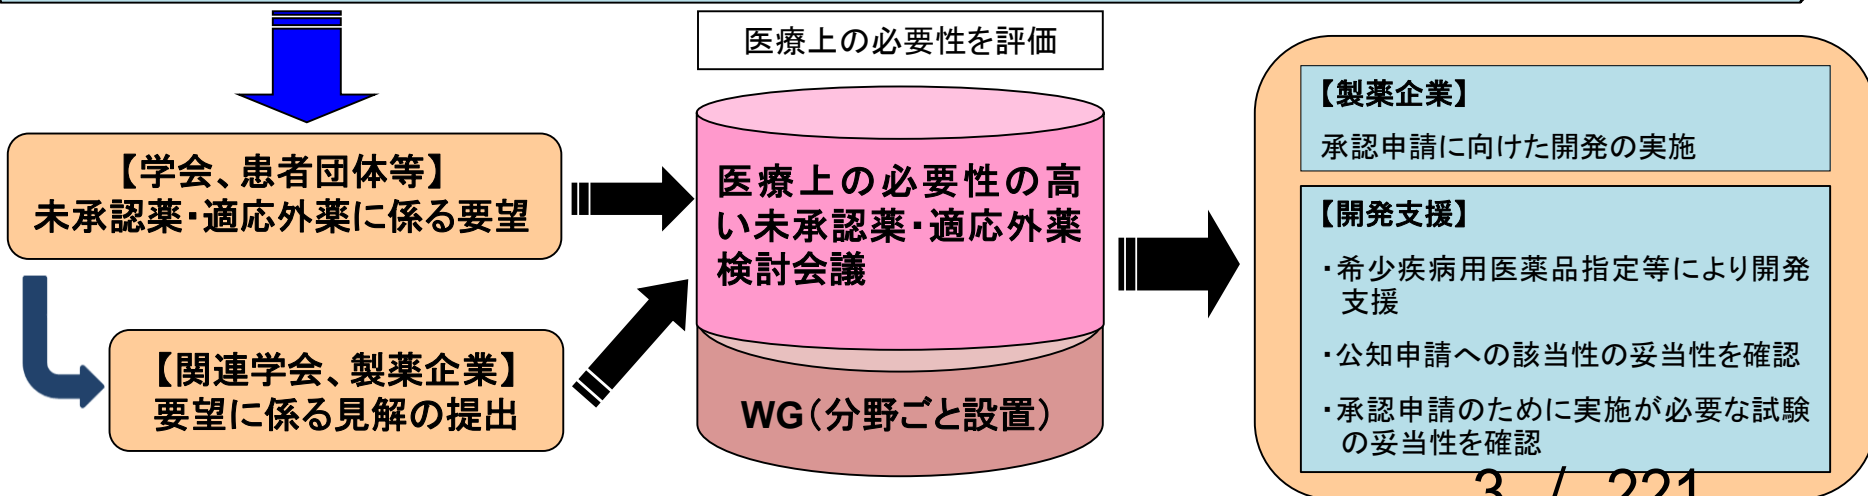 医療上の必要性を評価
【学会、患者団体等】
未承認薬・適応外薬に係る要望
【関連学会、製薬企業】
要望に係る見解の提出
医療上の必要性の高
い未承認薬・適応外薬
検討会議
WG（分野ごと設置）
【製薬企業】
承認申請に向けた開発の実施
【開発支援】
・希少疾病用医薬品指定等により開発
支援
・公知申請への該当性の妥当性を確認
・承認申請のために実施が必要な試験
の妥当性を確認
3 / 221